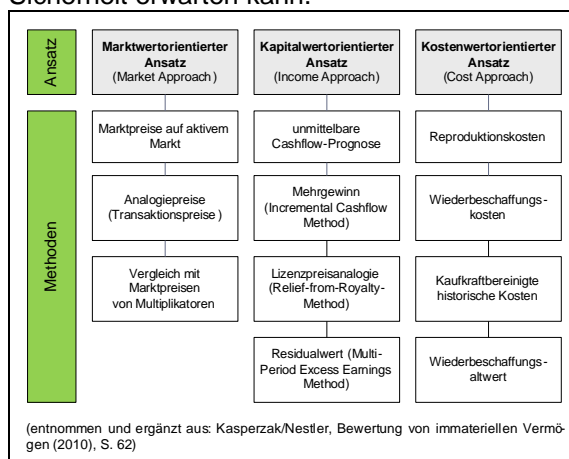 Sicherheit erwarten kann.
Ansatz
Marktwertorientierter
Ansatz
(Market Approach)
Kapitalwertorientierter
Ansatz
(Income Approach)
Kostenwertorientierter
Ansatz
(Cost Approach)
Methoden
Marktpreise auf aktivem
Markt
Analogiepreise
(Transaktionspreise )
Vergleich mit
Marktpreisen
von Multiplikatoren
unmittelbare
Cashflow-Prognose
Mehrgewinn
(Incremental Cashflow
Method)
Lizenzpreisanalogie
(Relief-from-Royalty-
Method)
Residualwert (Multi-
Period Excess Earnings
Method)
Reproduktionskosten
Wiederbeschaffungs-
kosten
Kaufkraftbereinigte
historische Kosten
Wiederbeschaffungs-
altwert
(entnommen und ergänzt aus: Kasperzak/Nestler, Bewertung von immateriellen Vermö-
gen (2010), S. 62)